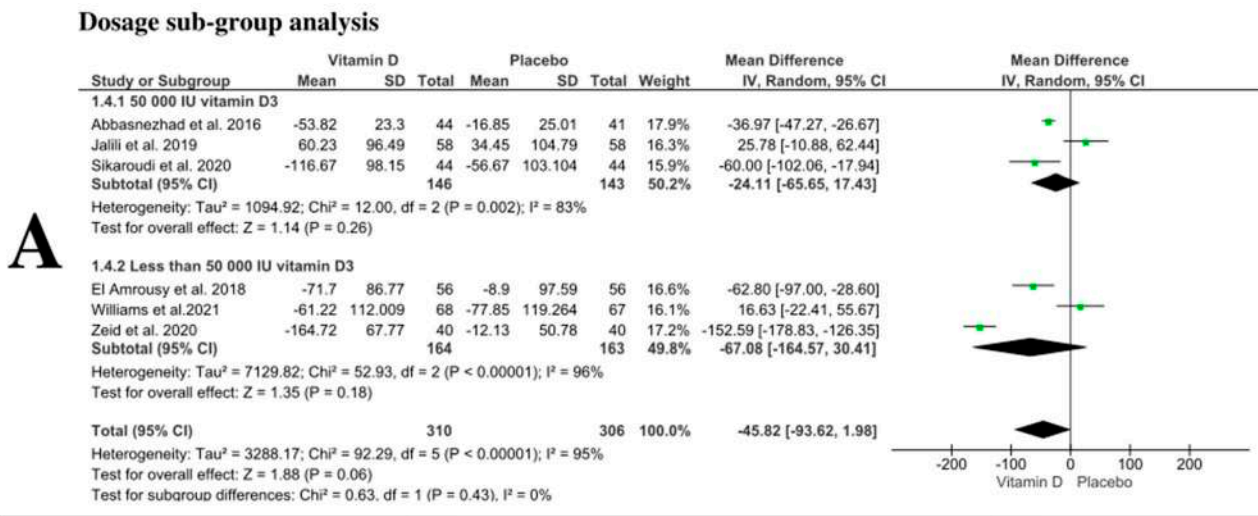 Dosage sub-group analysis
Vitamin D Placebo Mean Difference Mean Difference
Study or Subgroup Mean SD Total Mean SD Total Weight IV, Random, 95% CI IV, Random, 95% CI
1.4.1 50 000 IU vitamin D3
Abbasnezhad et al. 2016 -53.82 23.3 44 -16.85 25.01 41 17.9% -36.97 [-47.27, -26.67]
Jalili et al. 2019 60.23 96.49 58 34.45 104.79 58 16.3% 25.78 [-10.88, 62.44]
Sikaroudi et al. 2020 -116.67 98.15 44 -56.67 103.104 44 15.9% -60.00 [-102.06, -17.94]
Subtotal (95% CI) 146 143 50.2% -24.11 [-65.65, 17.43]
Heterogeneity: Tau² = 1094.92; Chi² = 12.00, df = 2 (P = 0.002); I² = 83%
Test for overall effect: Z = 1.14 (P = 0.26)
A
1.4.2 Less than 50 000 IU vitamin D3
El Amrousy et al. 2018 -71.7 86.77 56 -8.9 97.59 56 16.6% -62.80 [-97.00, -28.60]
Williams et al.2021 -61.22 112.009 68 -77.85 119.264 67 16.1% 16.63 [-22.41, 55.67]
Zeid et al. 2020 -164.72 67.77 40 -12.13 50.78 40 17.2% -152.59 [-178.83, -126.35]
Subtotal (95% CI) 164 163 49.8% -67.08 [-164.57, 30.41]
Heterogeneity: Tau² = 7129.82; Chi² = 52.93, df = 2 (P < 0.00001); I² = 96%
Test for overall effect: Z = 1.35 (P = 0.18)
Total (95% CI) 310 306 100.0% -45.82 [-93.62, 1.98]
Heterogeneity: Tau² = 3288.17; Chi² = 92.29, df = 5 (P < 0.00001); I² = 95%
Test for overall effect: Z = 1.88 (P = 0.06)
Test for subgroup differences: Chi² = 0.63, df = 1 (P = 0.43), I² = 0%
-200 -100 0 100 200
Vitamin D Placebo